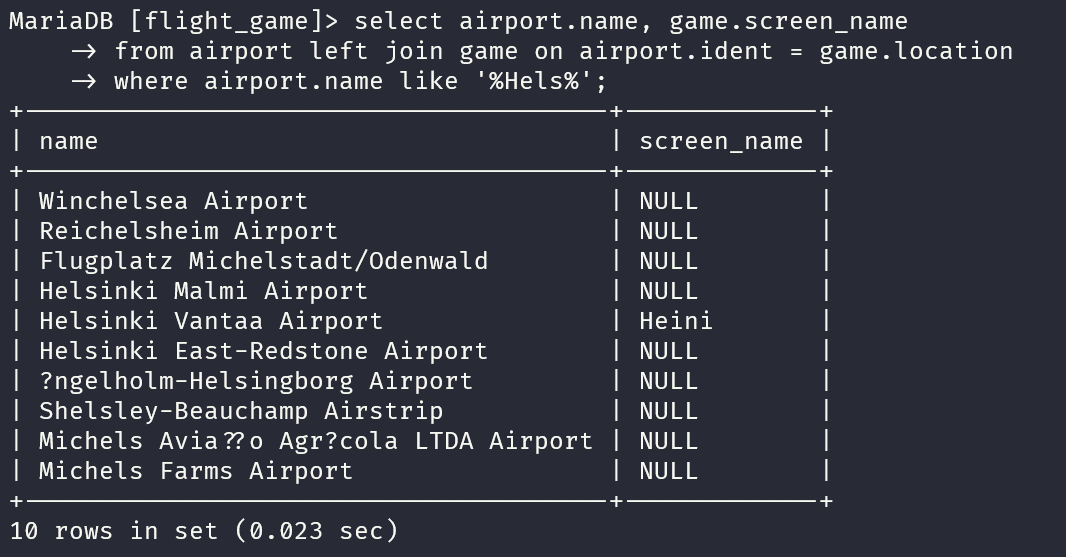 MariaDB [flight_game]> select airport.name, game.screen_name
    -> from airport left join game on airport.ident = game.location
    -> where airport.name like '%Hels%';
+---------------------------------------+-------------+
| name                                  | screen_name |
+---------------------------------------+-------------+
| Winchelsea Airport                    | NULL        |
| Reichelsheim Airport                  | NULL        |
| Flugplatz Michelstadt/Odenwald        | NULL        |
| Helsinki Malmi Airport                | NULL        |
| Helsinki Vantaa Airport               | Heini       |
| Helsinki East-Redstone Airport        | NULL        |
| ?ngelholm-Helsingborg Airport         | NULL        |
| Shelsley-Beauchamp Airstrip           | NULL        |
| Michels Avia??o Agr?cola LTDA Airport | NULL        |
| Michels Farms Airport                 | NULL        |
+---------------------------------------+-------------+
10 rows in set (0.023 sec)